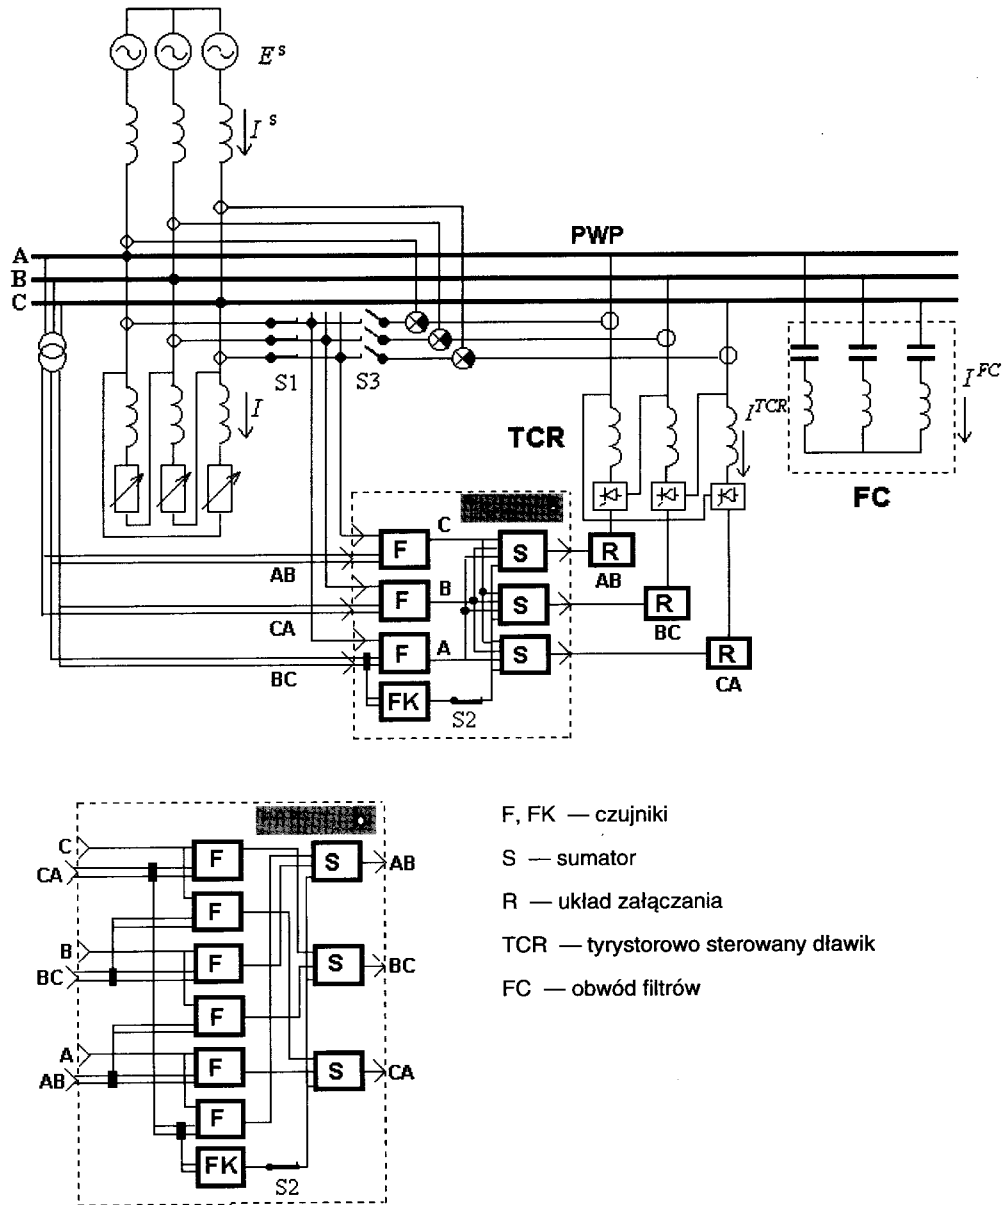 E s
I s
PWP
A
B
C
S1 S3
I
TCR
I TCR
I FC
FC
F C S R
AB AB
F B S R
CA BC
F A S R
BC CA
FK S2
C F S AB
CA
F
B F S BC
BC
F
A F S CA
AB
F
FK S2
F, FK — czujniki
S — sumator
R — układ załączania
TCR — tyrystorowo sterowany dławik
FC — obwód filtrów